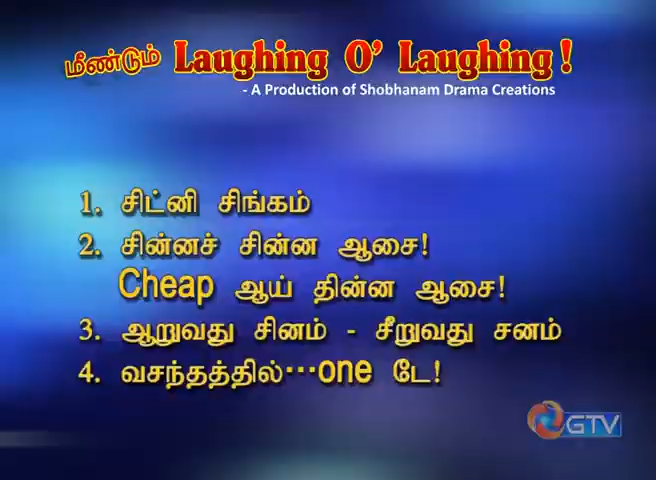 மீண்டும் Laughing O' Laughing !
- A Production of Shobhanam Drama Creations
1. சிட்னி சிங்கம்
2. சின்னச் சின்ன ஆசை!
Cheap ஆய் தின்ன ஆசை!
3. ஆறுவது சினம் - சீறுவது சனம்
4. வசந்தத்தில்...one டே!
GTV